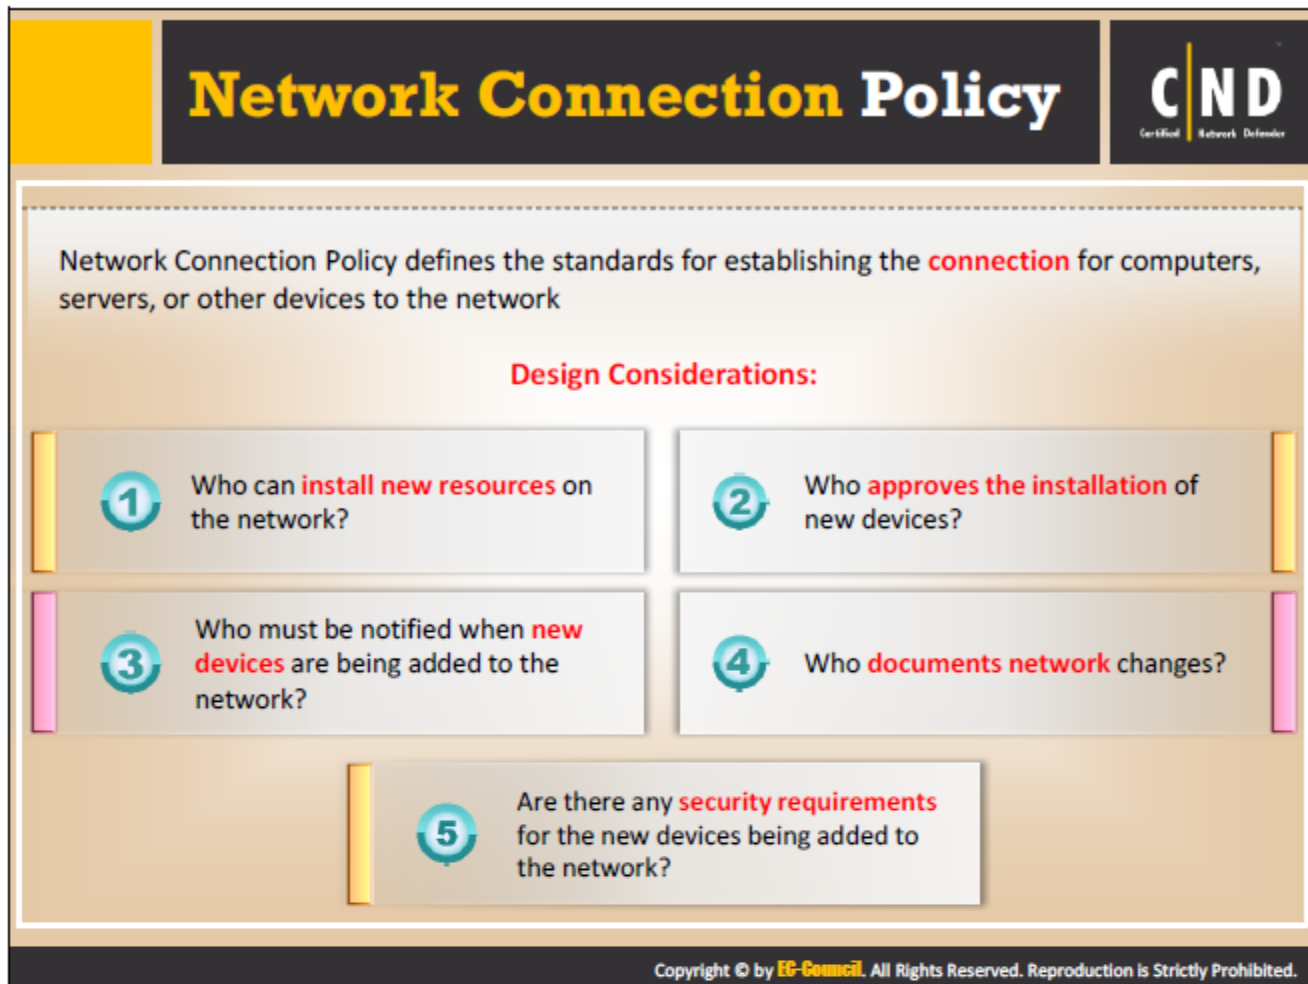 Network Connection Policy
C|ND
Certified Network Defender
Network Connection Policy defines the standards for establishing the connection for computers,
servers, or other devices to the network
Design Considerations:
1
Who can install new resources on
the network?
2
Who approves the installation of
new devices?
3
Who must be notified when new
devices are being added to the
network?
4
Who documents network changes?
5
Are there any security requirements
for the new devices being added to
the network?
Copyright © by EC-Council. All Rights Reserved. Reproduction is Strictly Prohibited.